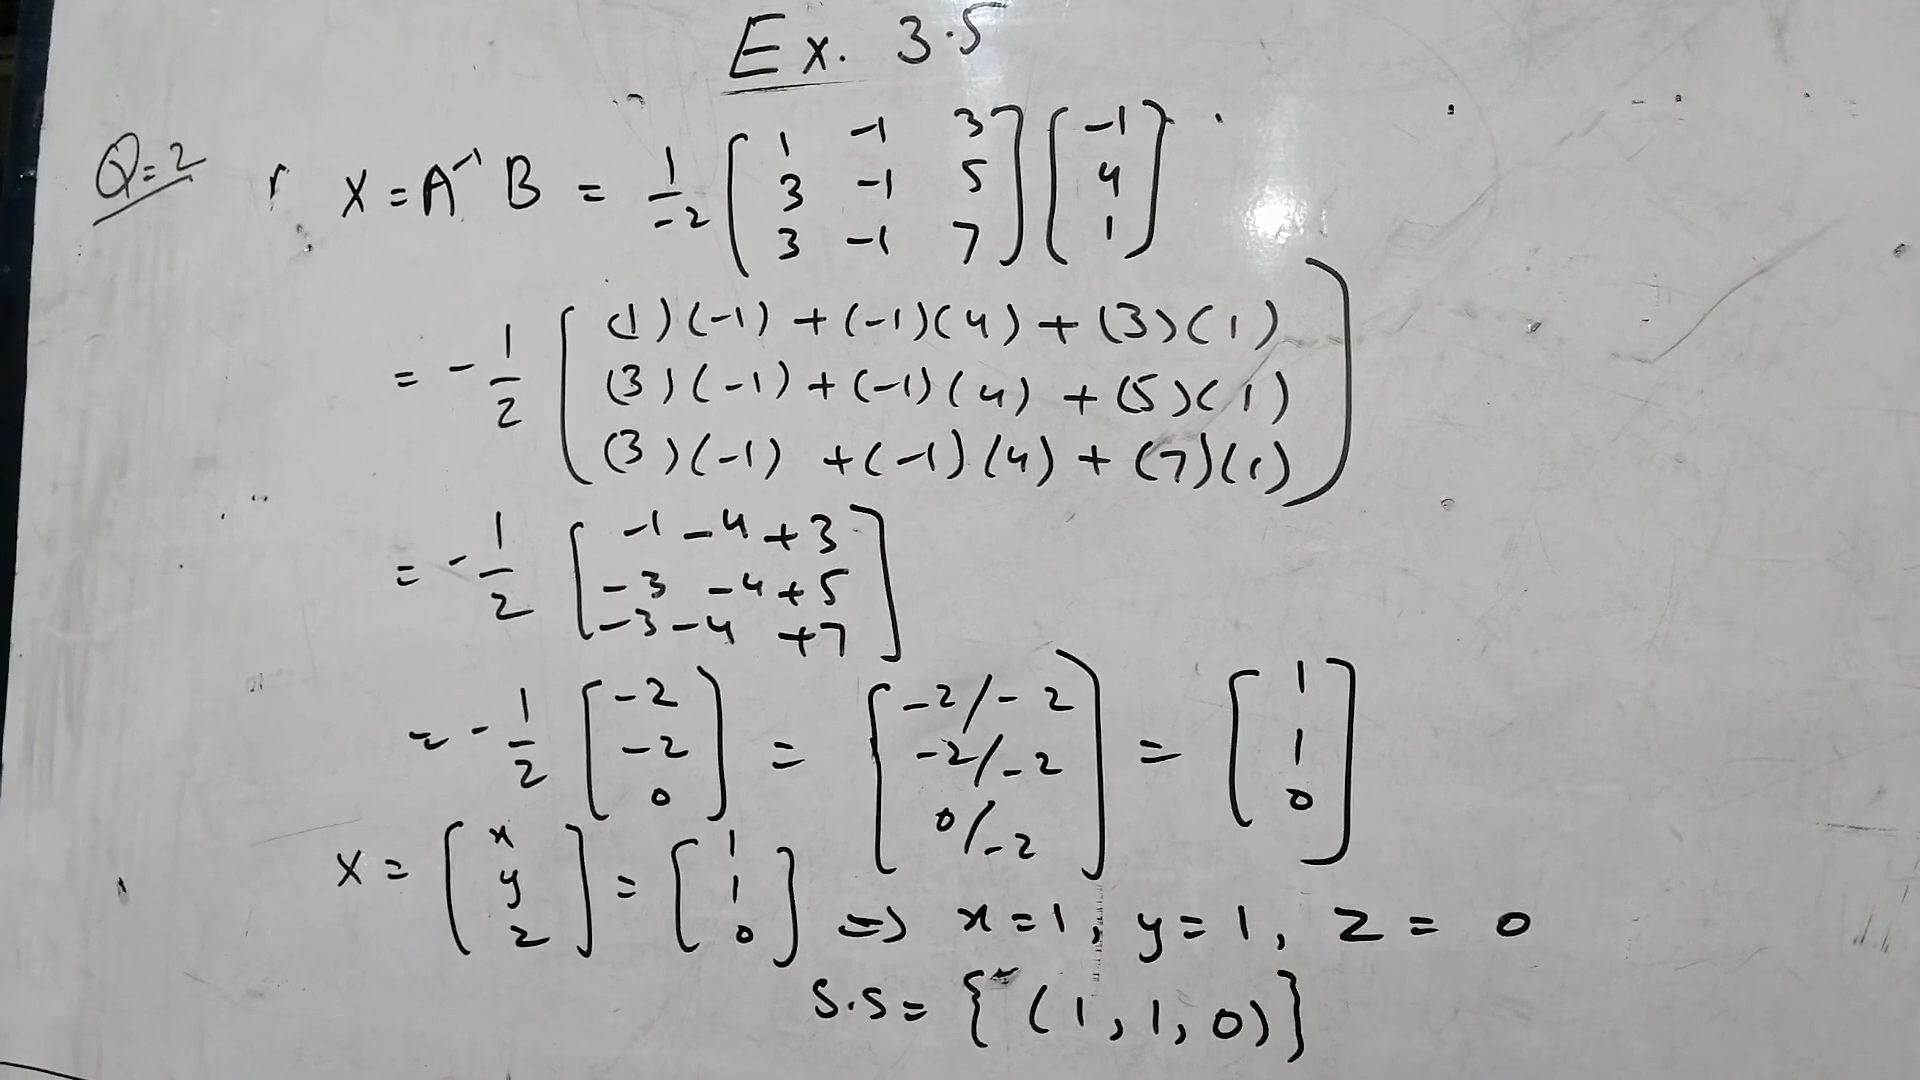 Ex. 3.5
Q=2 X = A⁻¹ B = 1/-2 [1 -1 3; 3 -1 5; 3 -1 7] [-1; 4; 1]
= -1/2 [(1)(-1) + (-1)(4) + (3)(1)
(3)(-1) + (-1)(4) + (5)(1)
(3)(-1) + (-1)(4) + (7)(1)]
= -1/2 [-1 -4 +3
-3 -4 +5
-3 -4 +7]
= -1/2 [-2; -2; 0] = [-2/-2; -2/-2; 0/-2] = [1; 1; 0]
X = [x; y; z] = [1; 1; 0] => x=1, y=1, z=0
S.S = {(1, 1, 0)}